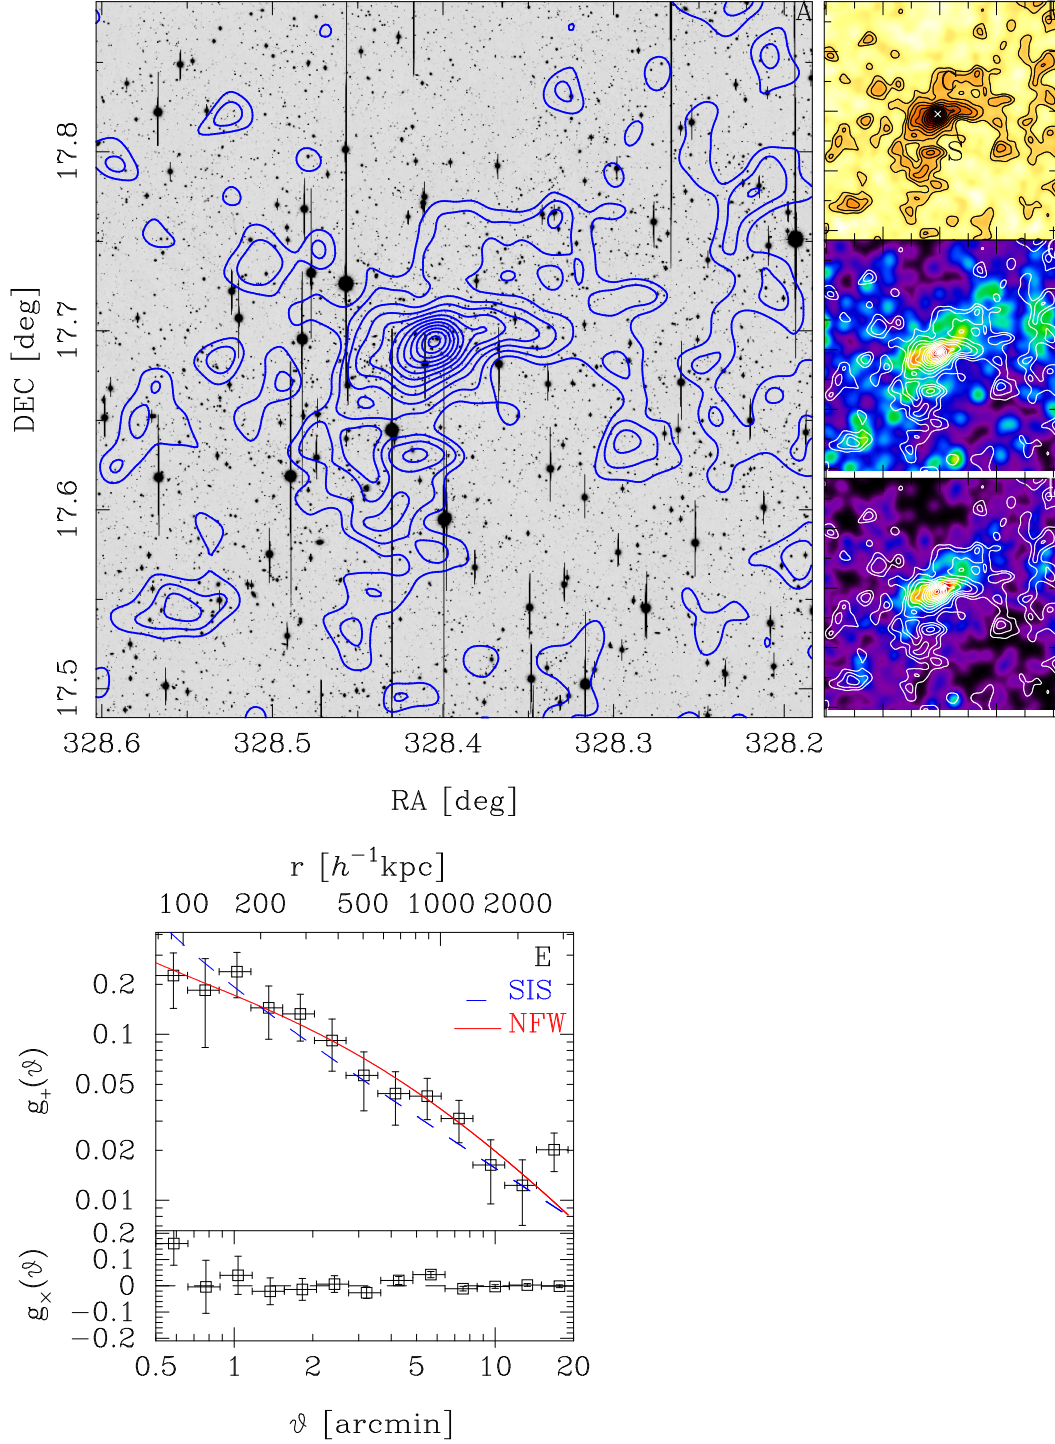 A
17.8
17.7
17.6
17.5
DEC [deg]
328.6 328.5 328.4 328.3 328.2
RA [deg]
S
r [h⁻¹kpc]
100 200 500 1000 2000
E
SIS
NFW
0.2
0.1
0.05
0.02
0.01
g₊(ϑ)
0.2
0.1
0
−0.1
−0.2
g×(ϑ)
0.5 1 2 5 10 20
ϑ [arcmin]